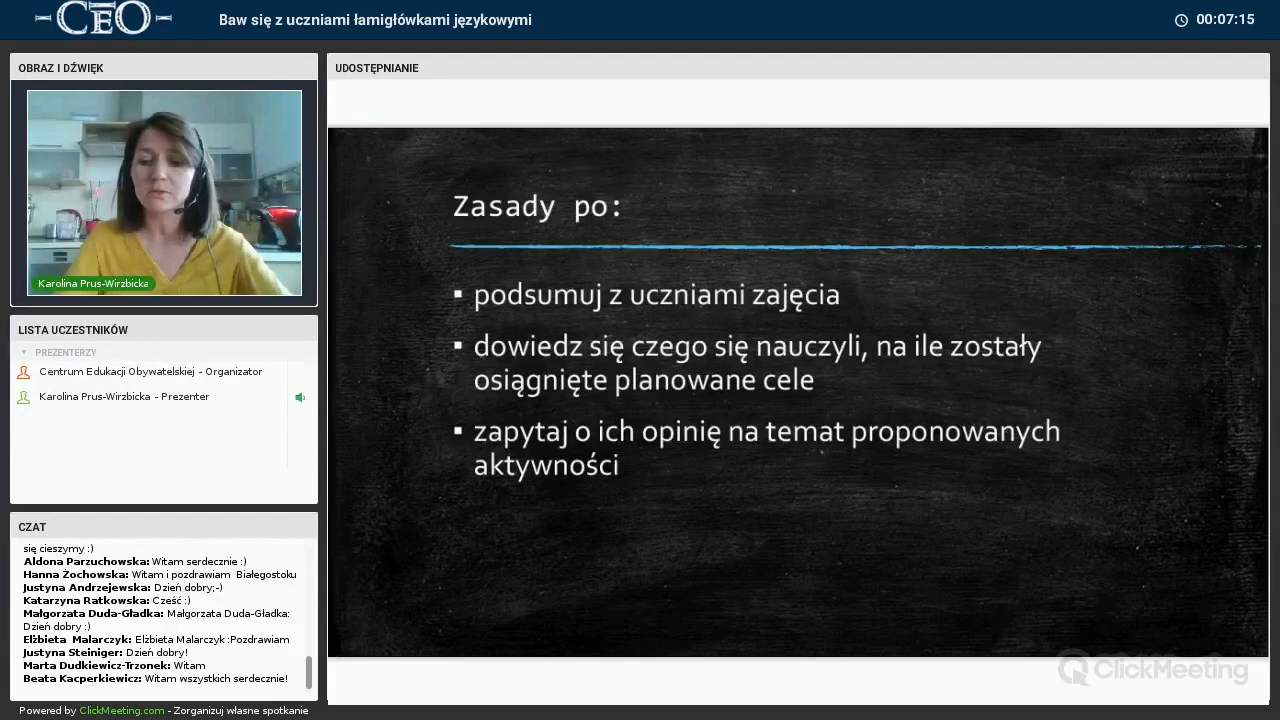 CEO
Baw się z uczniami łamigłówkami językowymi
00:07:15
OBRAZ I DŹWIĘK
Karolina Prus-Wirzbicka
LISTA UCZESTNIKÓW
PREZENTERZY
Centrum Edukacji Obywatelskiej - Organizator
Karolina Prus-Wirzbicka - Prezenter
CZAT
się cieszymy :)
Aldona Parzuchowska: Witam serdecznie :)
Hanna Żochowska: Witam i pozdrawiam Białegostoku
Justyna Andrzejewska: Dzień dobry;-)
Katarzyna Ratkowska: Cześć :)
Małgorzata Duda-Gładka: Małgorzata Duda-Gładka:
Dzień dobry :)
Elżbieta Malarczyk: Elżbieta Malarczyk :Pozdrawiam
Justyna Steiniger: Dzień dobry!
Marta Dudkiewicz-Trzonek: Witam
Beata Kacperkiewicz: Witam wszystkich serdecznie!
Powered by ClickMeeting.com - Zorganizuj własne spotkanie
UDOSTĘPNIANIE
Zasady po:
▪ podsumuj z uczniami zajęcia
▪ dowiedz się czego się nauczyli, na ile zostały
osiągnięte planowane cele
▪ zapytaj o ich opinię na temat proponowanych
aktywności
ClickMeeting